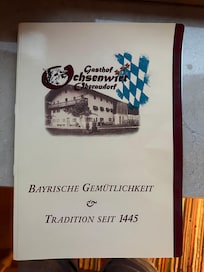 Gasthof
Ochsenwirt
Oberaudorf
BAYRISCHE GEMÜTLICHKEIT
&
TRADITION SEIT 1445